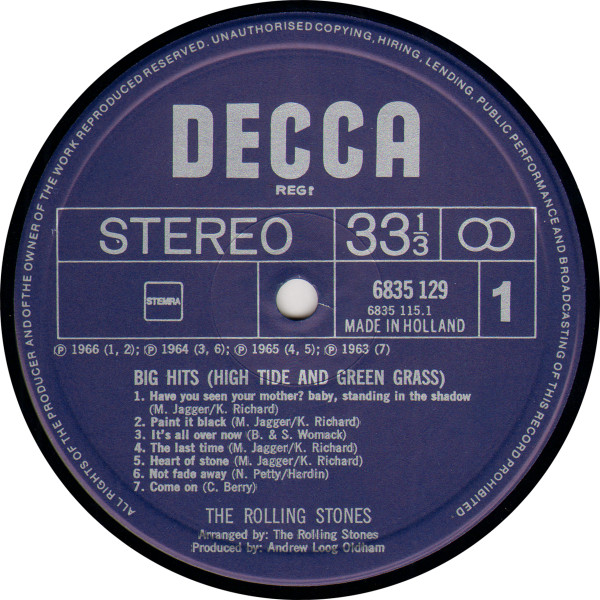 ALL RIGHTS OF THE PRODUCER AND OF THE OWNER OF THE WORK REPRODUCED RESERVED. UNAUTHORISED COPYING, HIRING, LENDING, PUBLIC PERFORMANCE AND BROADCASTING OF THIS RECORD PROHIBITED.
DECCA
REGD
STEREO 33 1/3
STEMRA 6835 129 1
6835 115.1
MADE IN HOLLAND
Ⓟ 1966 (1, 2); Ⓟ 1964 (3, 6); Ⓟ 1965 (4, 5); Ⓟ 1963 (7)
BIG HITS (HIGH TIDE AND GREEN GRASS)
1. Have you seen your mother? baby, standing in the shadow
(M. Jagger/K. Richard)
2. Paint it black (M. Jagger/K. Richard)
3. It's all over now (B. & S. Womack)
4. The last time (M. Jagger/K. Richard)
5. Heart of stone (M. Jagger/K. Richard)
6. Not fade away (N. Petty/Hardin)
7. Come on (C. Berry)
THE ROLLING STONES
Arranged by: The Rolling Stones
Produced by: Andrew Loog Oldham